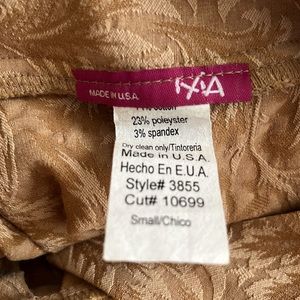 MADE IN U.S.A.
IXIA
cotton
23% poleyster
3% spandex
Dry clean only/Tintoreria
Made in U.S.A.
Hecho En E.U.A.
Style# 3855
Cut# 10699
Small/Chico